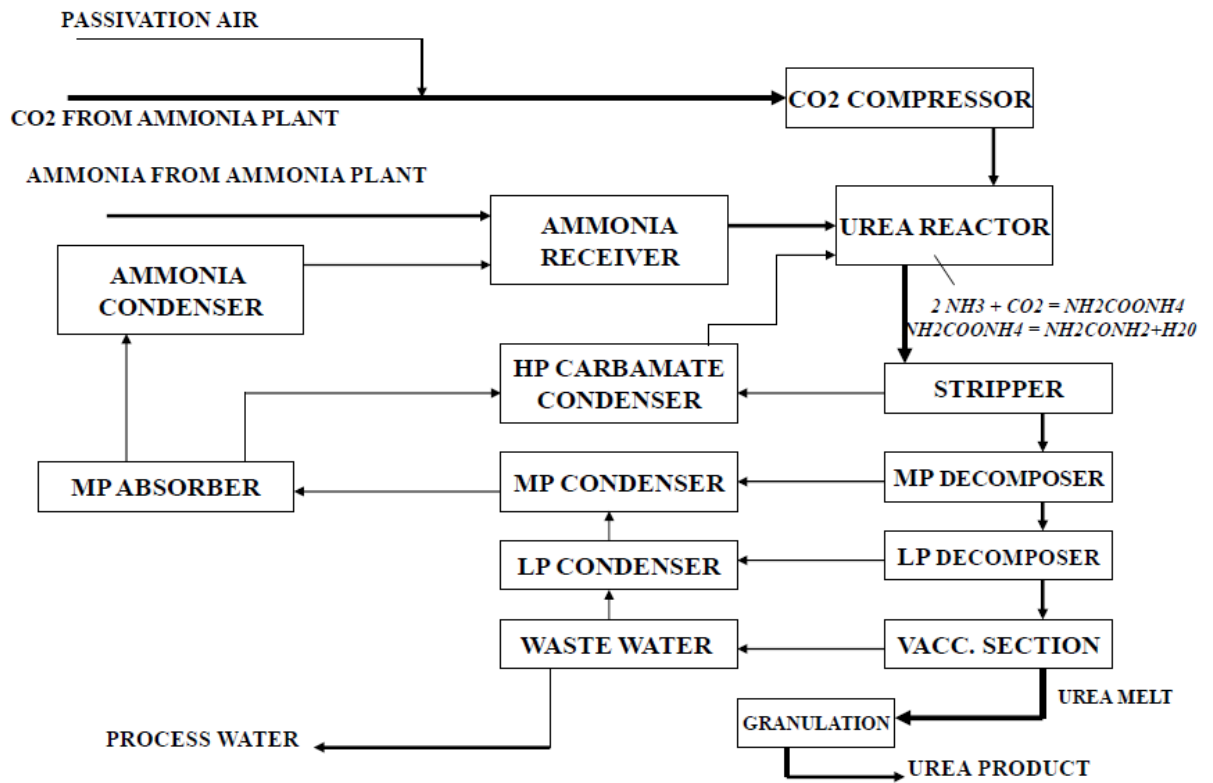 PASSIVATION AIR
CO2 COMPRESSOR
CO2 FROM AMMONIA PLANT
AMMONIA FROM AMMONIA PLANT
AMMONIA
RECEIVER
UREA REACTOR
AMMONIA
CONDENSER
2 NH3 + CO2 = NH2COONH4
NH2COONH4 = NH2CONH2+H20
HP CARBAMATE
CONDENSER
STRIPPER
MP ABSORBER
MP CONDENSER
MP DECOMPOSER
LP CONDENSER
LP DECOMPOSER
WASTE WATER
VACC. SECTION
UREA MELT
GRANULATION
PROCESS WATER
UREA PRODUCT